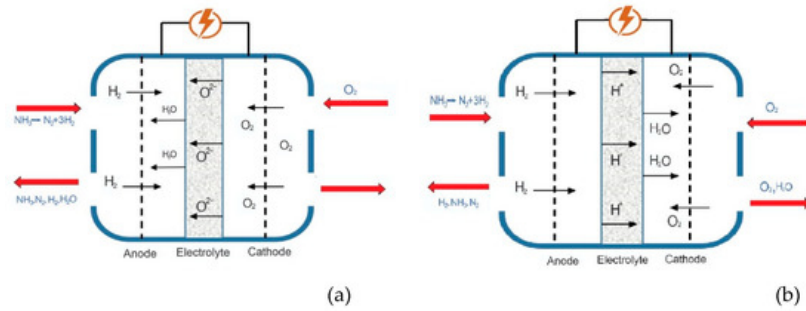 H₂
O²⁻
O₂
O₂
H₂O
O₂
NH₃→ N₂+3H₂
O²⁻
O₂
H₂O
H₂
O₂
NH₃,N₂,H₂,H₂O
O²⁻
Anode Electrolyte Cathode
(a)
O₂
H⁺
H₂
NH₃→ N₂+3H₂
O₂
H₂O
H⁺
H₂O
H₂
O₂,H₂O
H₂,NH₃,N₂
H⁺
O₂
Anode Electrolyte Cathode
(b)